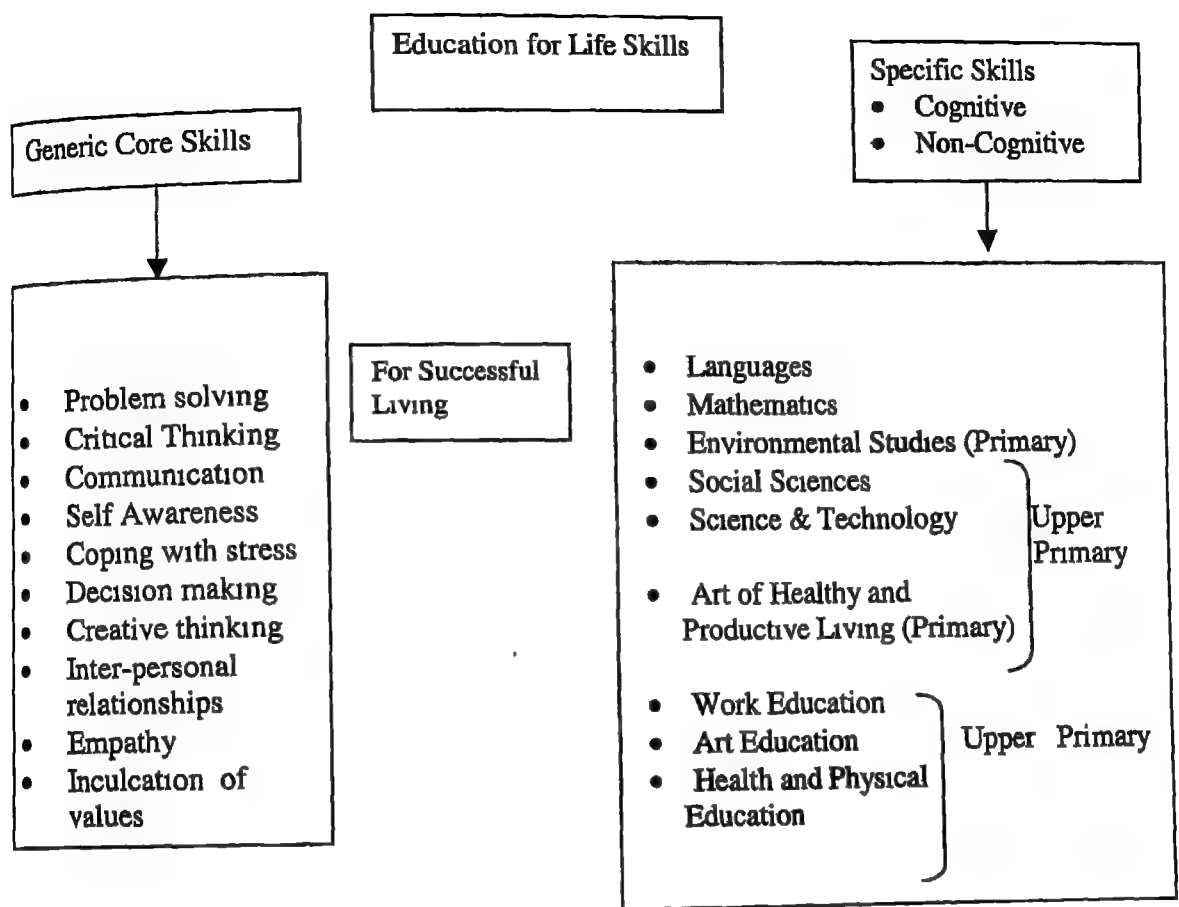 Education for Life Skills
Specific Skills
• Cognitive
• Non-Cognitive
Generic Core Skills
• Problem solving
• Critical Thinking
• Communication
• Self Awareness
• Coping with stress
• Decision making
• Creative thinking
• Inter-personal
relationships
• Empathy
• Inculcation of
values
For Successful
Living
• Languages
• Mathematics
• Environmental Studies (Primary)
• Social Sciences
• Science & Technology
Upper
Primary
• Art of Healthy and
Productive Living (Primary)
• Work Education
• Art Education
• Health and Physical
Education
Upper Primary